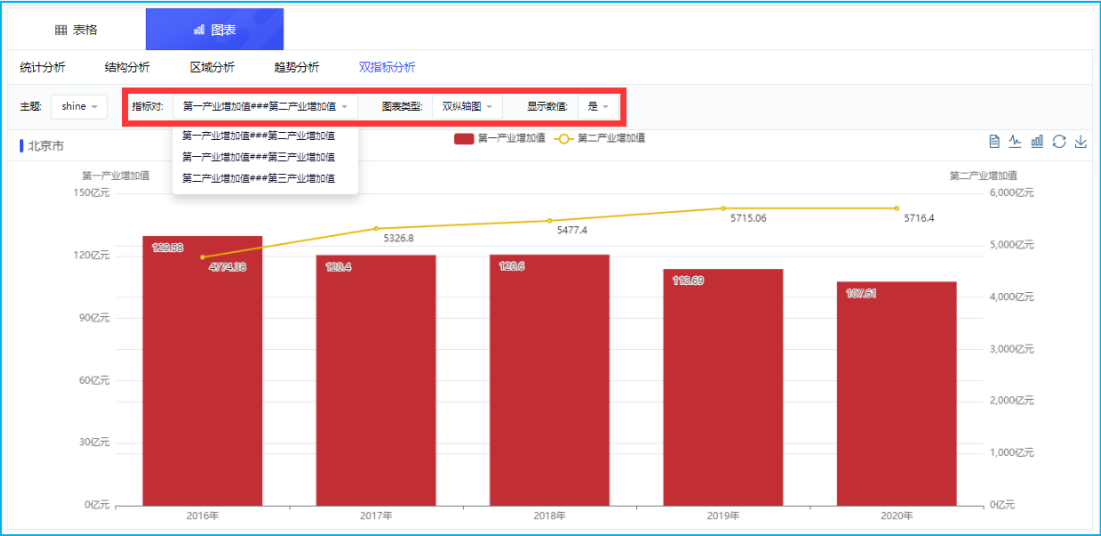 表格 图表
统计分析 结构分析 区域分析 趋势分析 双指标分析
主题: shine 指标对: 第一产业增加值###第二产业增加值 图表类型: 双纵轴图 显示数值: 是
第一产业增加值###第二产业增加值
第一产业增加值###第三产业增加值
第二产业增加值###第三产业增加值
北京市
第一产业增加值 第二产业增加值
第一产业增加值 第二产业增加值
150亿元 6,000亿元
5715.06 5716.4
5477.4
5326.8
129.58
5,000亿元
120亿元
4774.38 120.4 120.6
113.69
107.61
4,000亿元
90亿元
3,000亿元
60亿元
2,000亿元
30亿元
1,000亿元
0亿元 0亿元
2016年 2017年 2018年 2019年 2020年